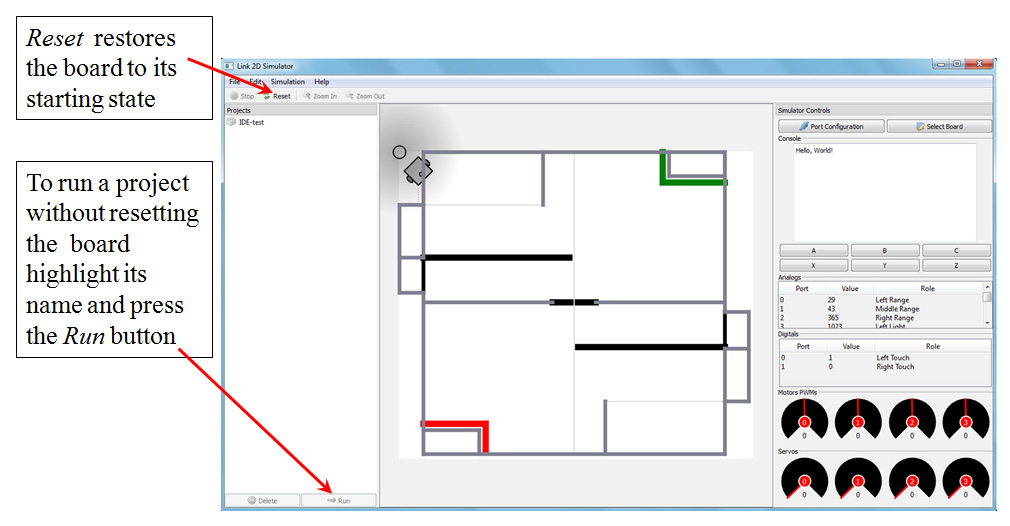 Reset restores
the board to its
starting state
To run a project
without resetting
the board
highlight its
name and press
the Run button
Link 2D Simulator
File Edit Simulation Help
Stop Reset Zoom In Zoom Out
Projects
IDE-test
Delete Run
Simulator Controls
Port Configuration Select Board
Console
Hello, World!
A B C
X Y Z
Analogs
Port Value Role
0 29 Left Range
1 43 Middle Range
2 365 Right Range
3 1023 Left Light
Digitals
Port Value Role
0 1 Left Touch
1 0 Right Touch
Motors PWMs
0 1 2 3
0 0 0 0
Servos
0 1 2 3
0 0 0 0